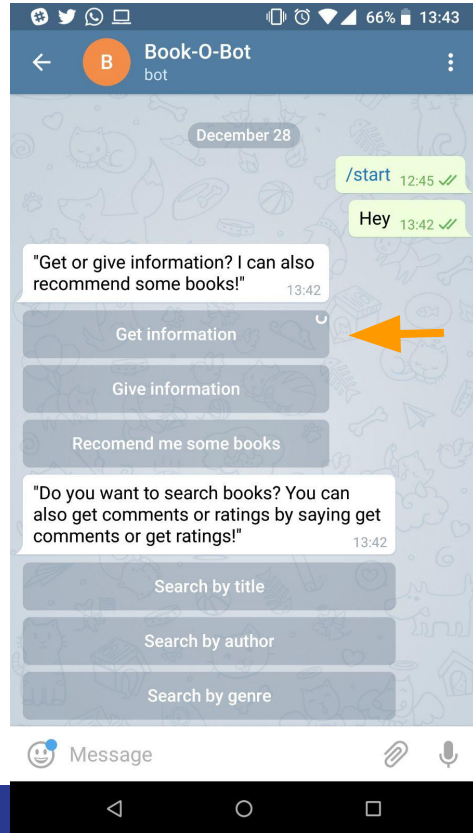 66% 13:43
B
Book-O-Bot
bot
December 28
/start 12:45
Hey 13:42
"Get or give information? I can also
recommend some books!" 13:42
Get information
Give information
Recomend me some books
"Do you want to search books? You can
also get comments or ratings by saying get
comments or get ratings!" 13:42
Search by title
Search by author
Search by genre
Message